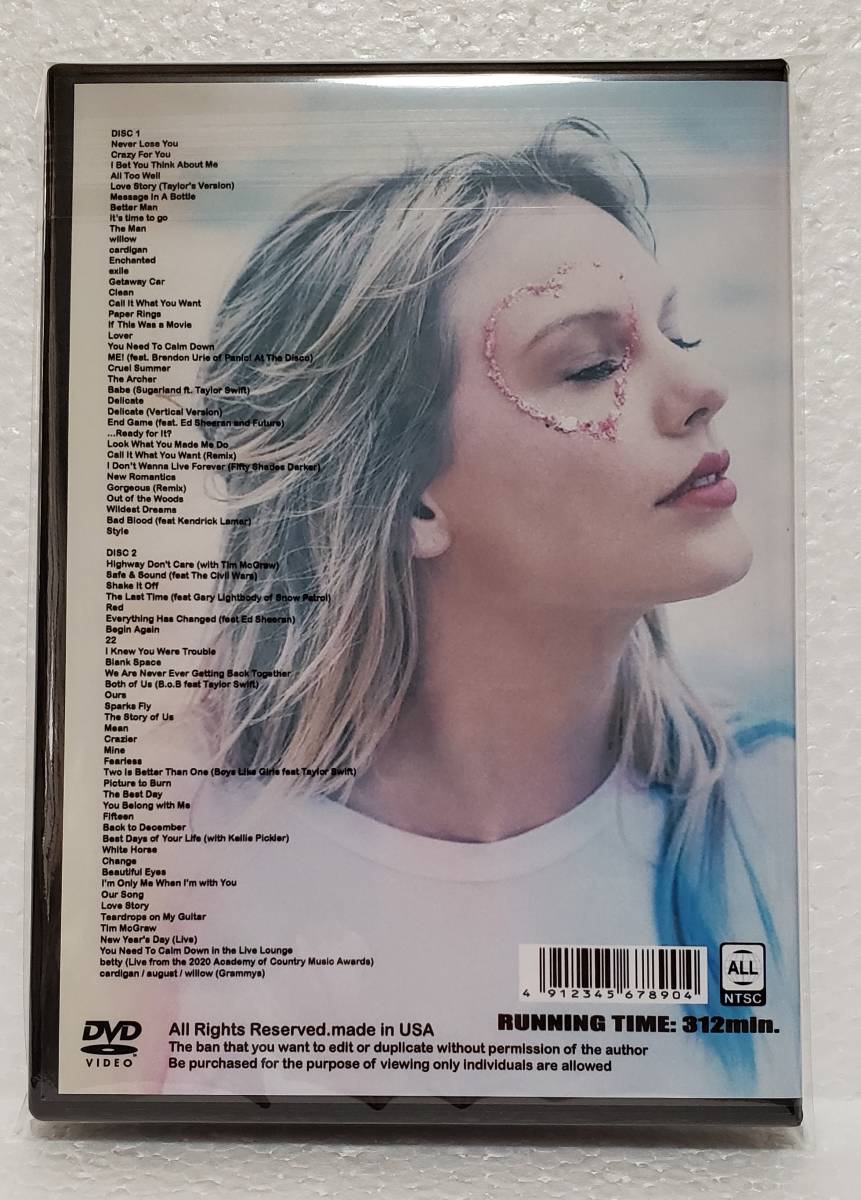 DISC 1
Never Lose You
Crazy For You
I Bet You Think About Me
All Too Well
Love Story (Taylor's Version)
Message In A Bottle
Better Man
it's time to go
The Man
willow
cardigan
Enchanted
exile
Getaway Car
Clean
Call It What You Want
Paper Rings
If This Was a Movie
Lover
You Need To Calm Down
ME! (feat. Brendon Urie of Panic! At The Disco)
Cruel Summer
The Archer
Babe (Sugarland ft. Taylor Swift)
Delicate
Delicate (Vertical Version)
End Game (feat. Ed Sheeran and Future)
...Ready for It?
Look What You Made Me Do
Call It What You Want (Remix)
I Don't Wanna Live Forever (Fifty Shades Darker)
New Romantics
Gorgeous (Remix)
Out of the Woods
Wildest Dreams
Bad Blood (feat Kendrick Lamar)
Style
DISC 2
Highway Don't Care (with Tim McGraw)
Safe & Sound (feat The Civil Wars)
Shake It Off
The Last Time (feat Gary Lightbody of Snow Patrol)
Red
Everything Has Changed (feat Ed Sheeran)
Begin Again
22
I Knew You Were Trouble
Blank Space
We Are Never Ever Getting Back Together
Both of Us (B.o.B feat Taylor Swift)
Ours
Sparks Fly
The Story of Us
Mean
Crazier
Mine
Fearless
Two Is Better Than One (Boys Like Girls feat Taylor Swift)
Picture to Burn
The Best Day
You Belong with Me
Fifteen
Back to December
Best Days of Your Life (with Kellie Pickler)
White Horse
Change
Beautiful Eyes
I'm Only Me When I'm with You
Our Song
Love Story
Teardrops on My Guitar
Tim McGraw
New Year's Day (Live)
You Need To Calm Down in the Live Lounge
betty (Live from the 2020 Academy of Country Music Awards)
cardigan / august / willow (Grammys)
4 912345 678904
ALL
NTSC
RUNNING TIME: 312min.
DVD
VIDEO
All Rights Reserved.made in USA
The ban that you want to edit or duplicate without permission of the author
Be purchased for the purpose of viewing only individuals are allowed